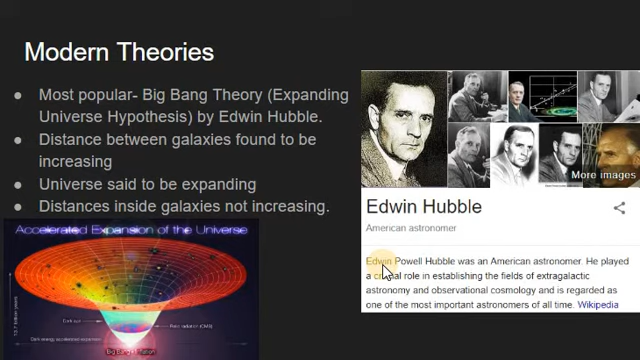 Modern Theories
● Most popular- Big Bang Theory (Expanding
Universe Hypothesis) by Edwin Hubble.
● Distance between galaxies found to be
increasing
● Universe said to be expanding
● Distances inside galaxies not increasing.
Accelerated Expansion of the Universe
Big Bang
More images
Edwin Hubble
American astronomer
Edwin Powell Hubble was an American astronomer. He played
a crucial role in establishing the fields of extragalactic
astronomy and observational cosmology and is regarded as
one of the most important astronomers of all time. Wikipedia